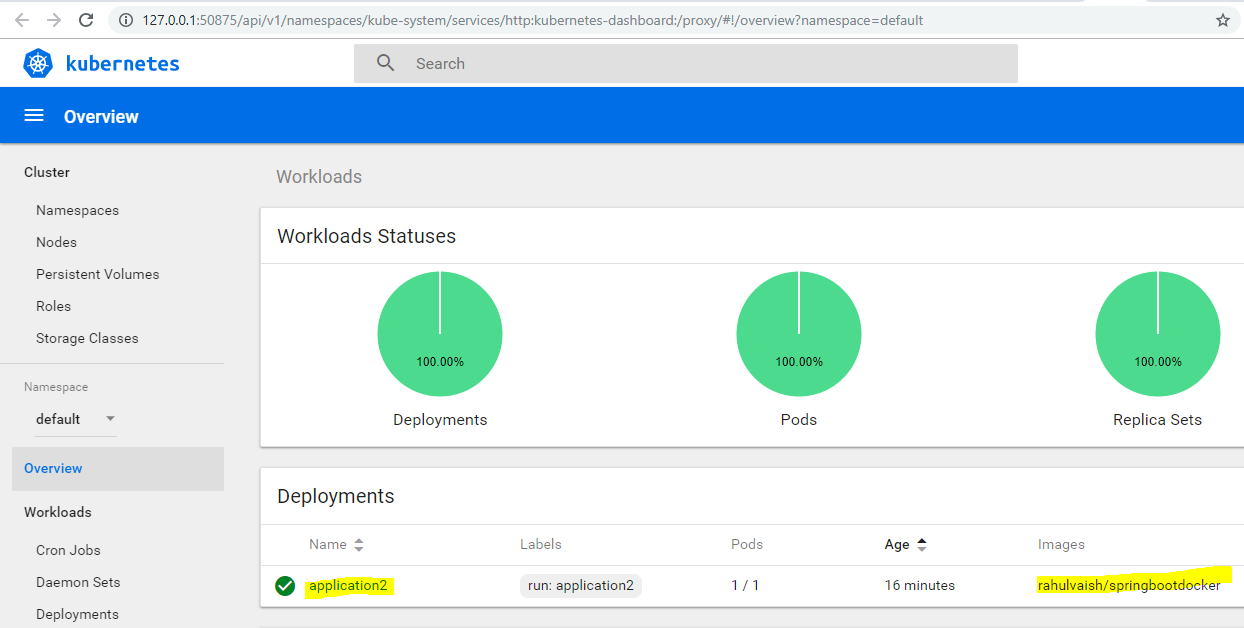 127.0.0.1:50875/api/v1/namespaces/kube-system/services/http:kubernetes-dashboard:/proxy/#!/overview?namespace=default
kubernetes
Search
Overview
Cluster
Namespaces
Nodes
Persistent Volumes
Roles
Storage Classes
Namespace
default
Overview
Workloads
Cron Jobs
Daemon Sets
Deployments
Workloads
Workloads Statuses
100.00% 100.00% 100.00%
Deployments Pods Replica Sets
Deployments
Name Labels Pods Age Images
application2 run: application2 1 / 1 16 minutes rahulvaish/springbootdocker